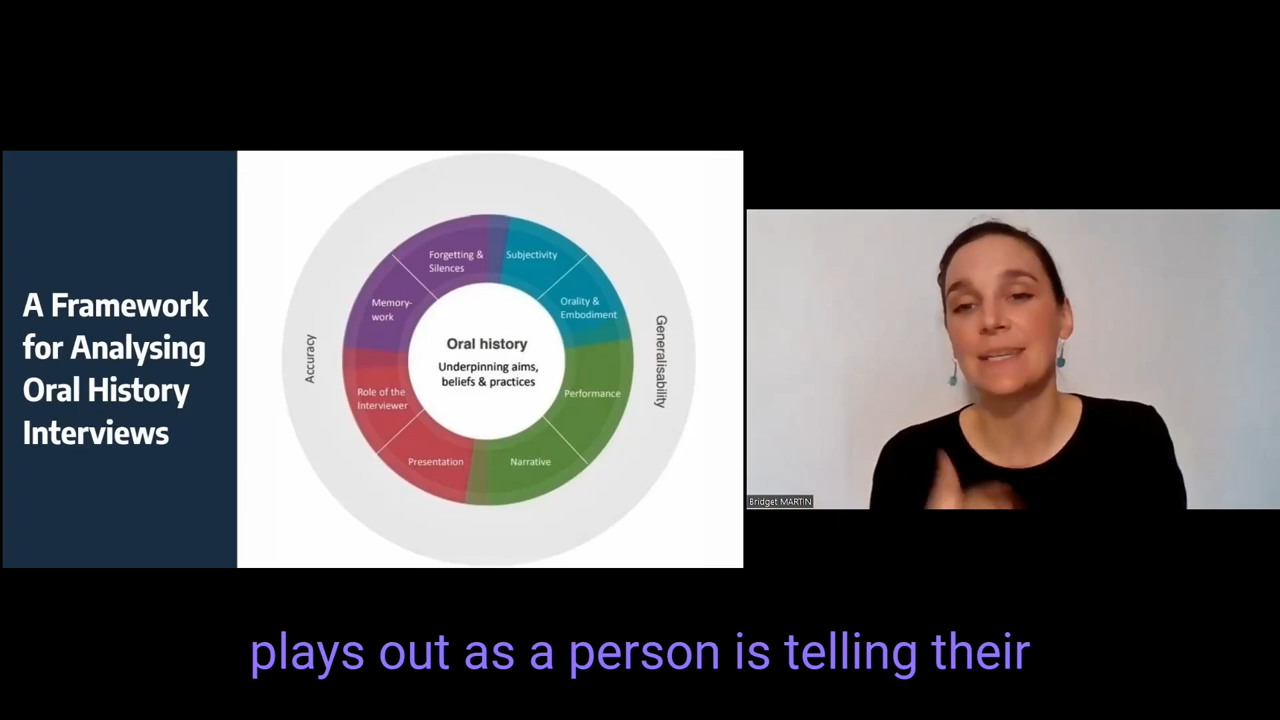 A Framework
for Analysing
Oral History
Interviews
Forgetting &
Silences
Subjectivity
Memory-
work
Orality &
Embodiment
Accuracy
Oral history
Underpinning aims,
beliefs & practices
Generalisability
Role of the
Interviewer
Performance
Presentation
Narrative
Bridget MARTIN
plays out as a person is telling their